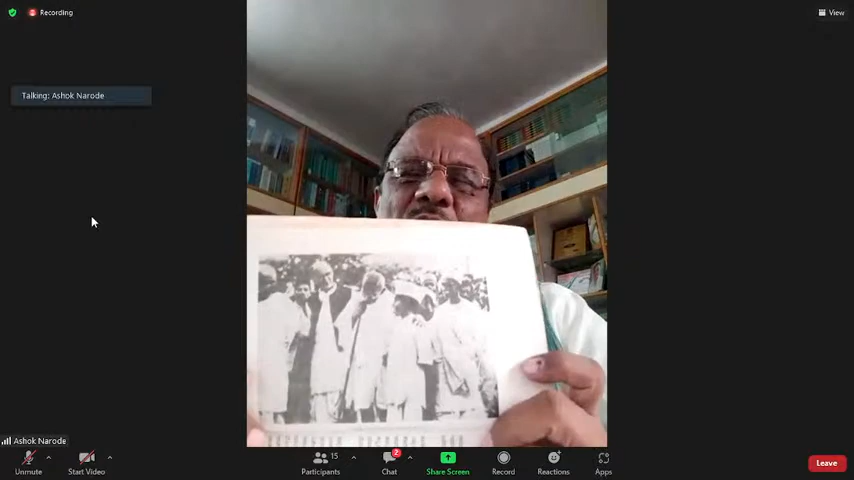 Recording
View
Talking: Ashok Narode
Ashok Narode
15
2
Unmute
Start Video
Participants
Chat
Share Screen
Record
Reactions
Apps
Leave